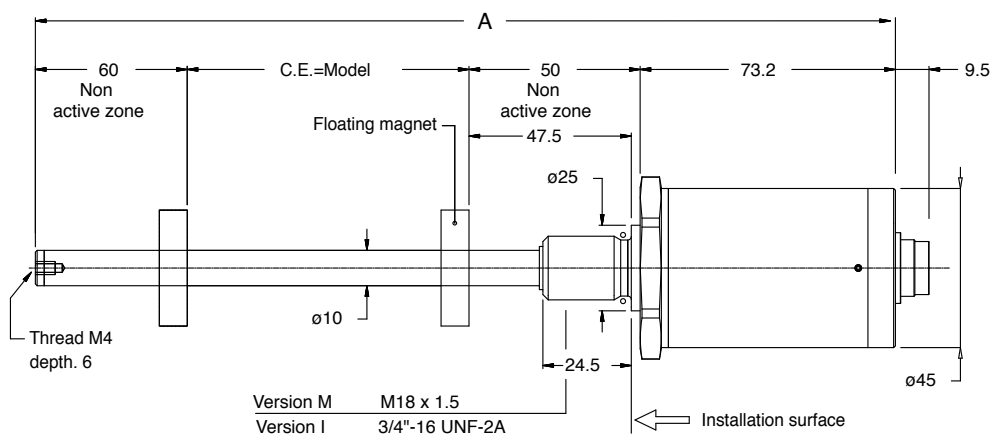 A
60
Non
active zone
C.E.=Model
50
Non
active zone
73.2
9.5
Floating magnet
47.5
ø25
ø10
Thread M4
depth. 6
24.5
ø45
Version M M18 x 1.5
Version I 3/4"-16 UNF-2A
Installation surface